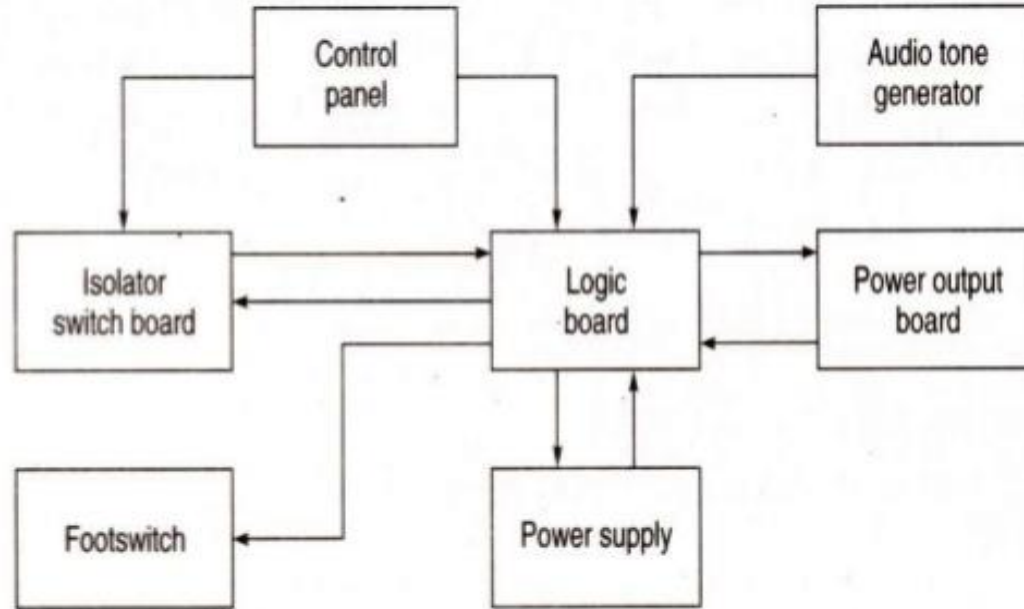 Control
panel
Audio tone
generator
Isolator
switch board
Logic
board
Power output
board
Footswitch
Power supply